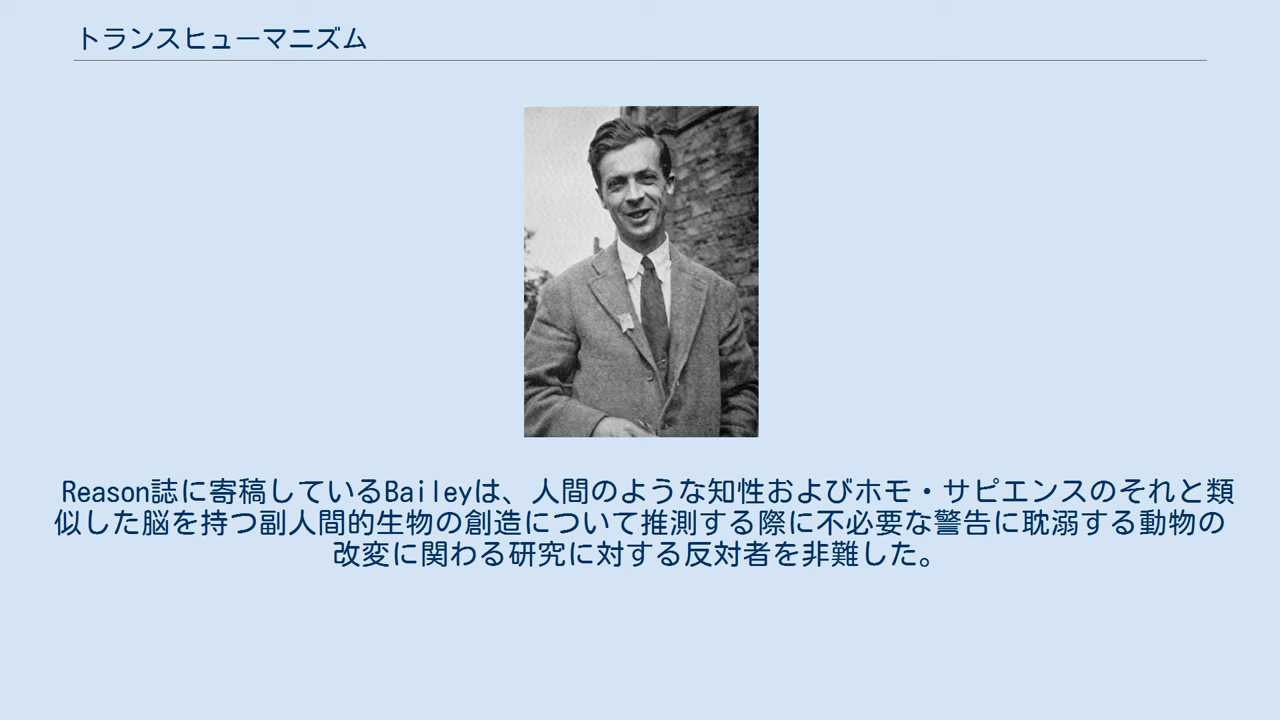 トランスヒューマニズム
Reason誌に寄稿しているBaileyは、人間のような知性およびホモ・サピエンスのそれと類
似した脳を持つ副人間的生物の創造について推測する際に不必要な警告に耽溺する動物の
改変に関わる研究に対する反対者を非難した。